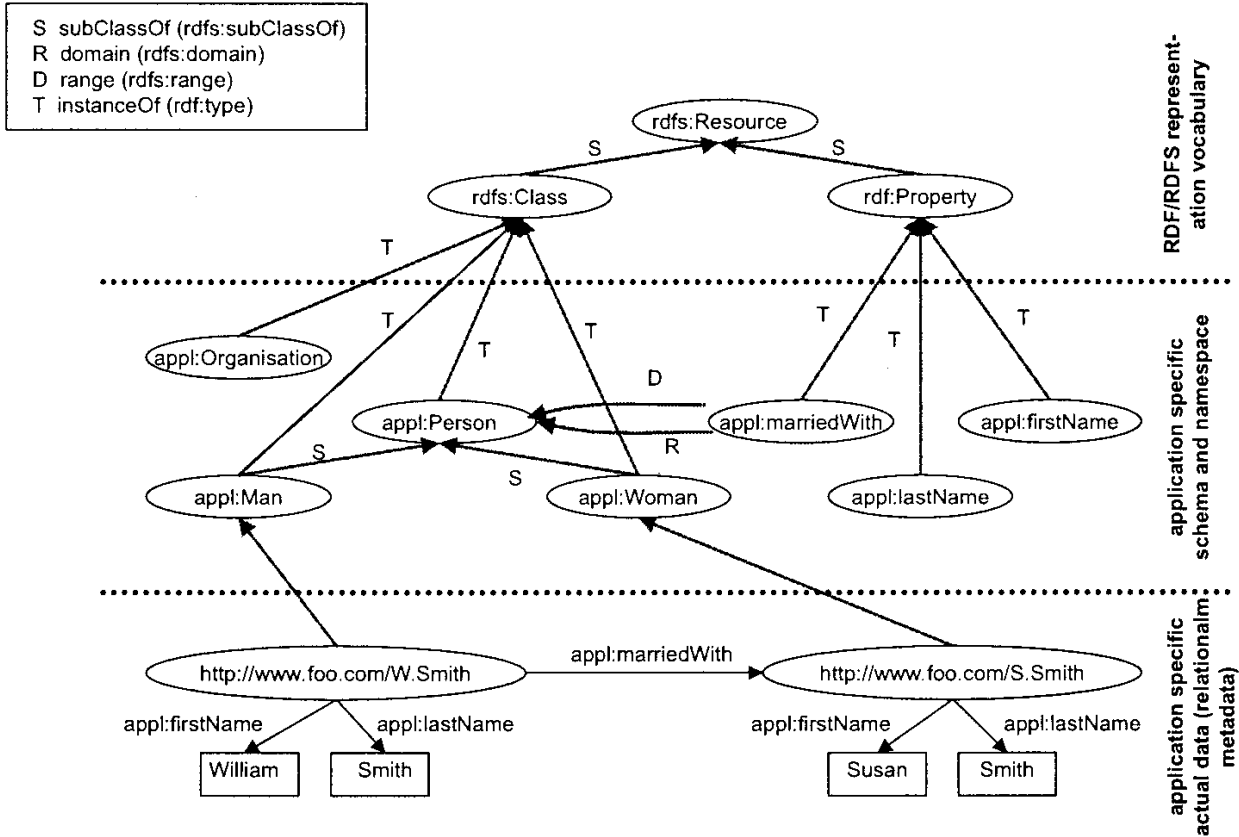 S subClassOf (rdfs:subClassOf)
R domain (rdfs:domain)
D range (rdfs:range)
T instanceOf (rdf:type)
rdfs:Resource
S
S
rdfs:Class
rdf:Property
RDF/RDFS represent-
ation vocabulary
T
T
T
T
T
T
T
appl:Organisation
D
appl:Person
appl:marriedWith
appl:firstName
R
S
S
appl:Man
appl:Woman
appl:lastName
application specific
schema and namespace
http://www.foo.com/W.Smith
appl:marriedWith
http://www.foo.com/S.Smith
appl:firstName
appl:lastName
appl:firstName
appl:lastName
William
Smith
Susan
Smith
application specific
actual data (relationalm
metadata)